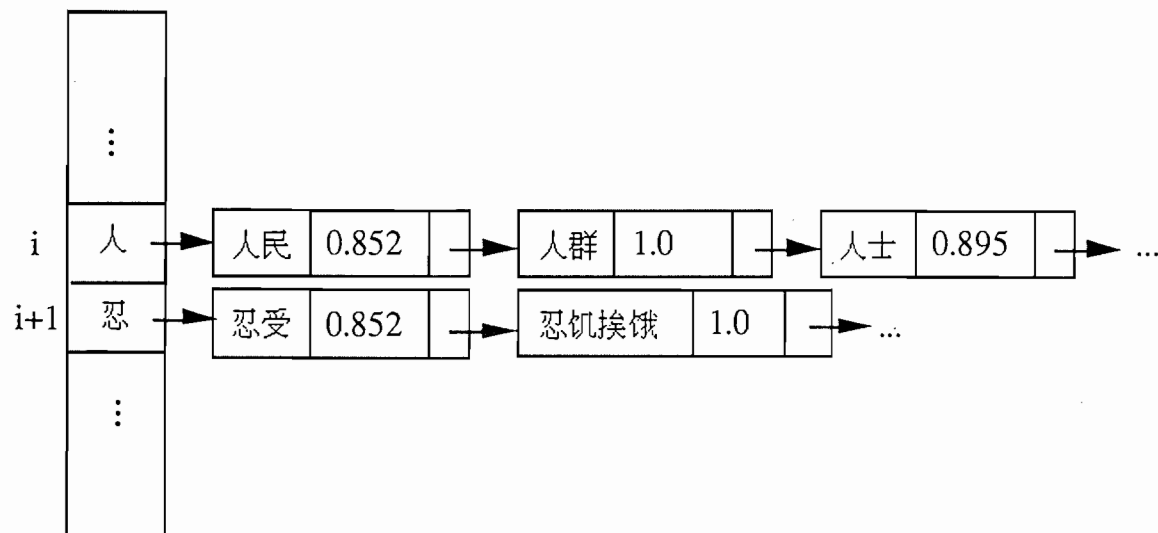 ⋮
i 人 人民 0.852 人群 1.0 人士 0.895 ...
i+1 忍 忍受 0.852 忍饥挨饿 1.0 ...
⋮